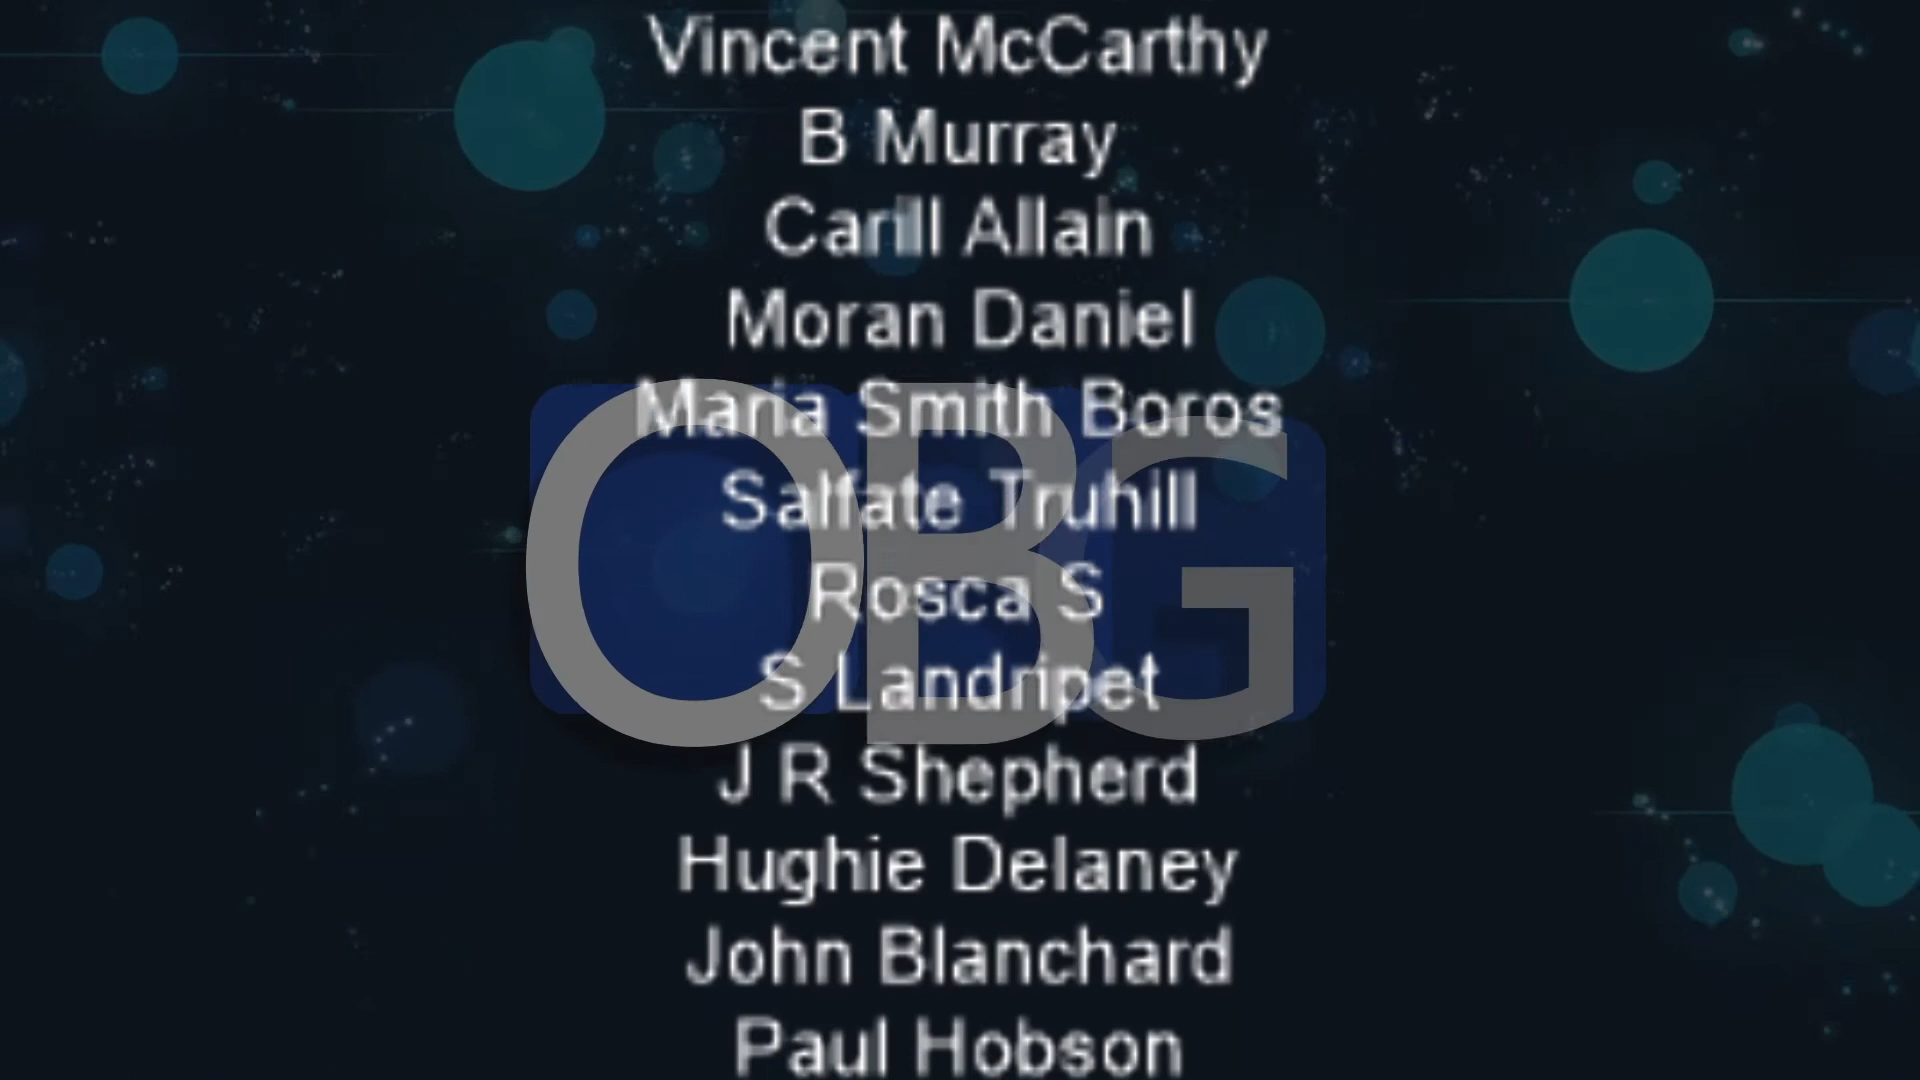 Vincent McCarthy
B Murray
Carill Allain
Moran Daniel
Maria Smith Boros
Salfate Truhill
Rosca S
S Landripet
J R Shepherd
Hughie Delaney
John Blanchard
Paul Hobson
OBG